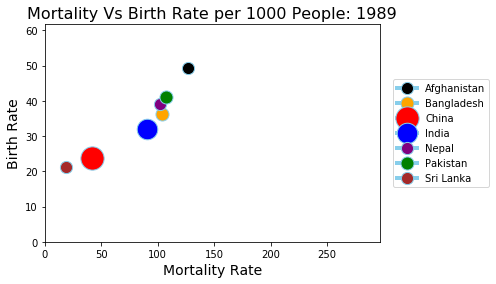 Mortality Vs Birth Rate per 1000 People: 1989
60
50
40
30
20
10
0
Birth Rate
0 50 100 150 200 250
Mortality Rate
Afghanistan
Bangladesh
China
India
Nepal
Pakistan
Sri Lanka